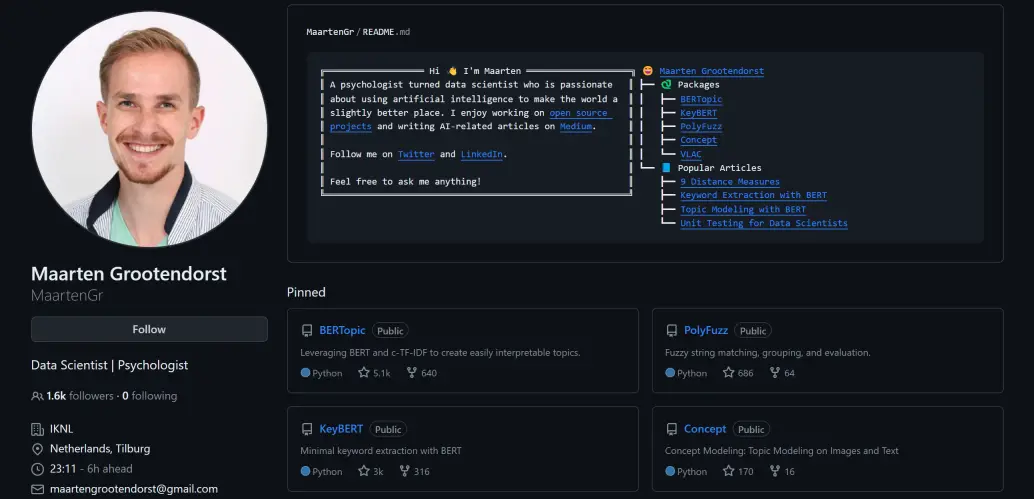 MaartenGr / README.md
Hi 👋 I'm Maarten
A psychologist turned data scientist who is passionate
about using artificial intelligence to make the world a
slightly better place. I enjoy working on open source
projects and writing AI-related articles on Medium.
Follow me on Twitter and LinkedIn.
Feel free to ask me anything!
Maarten Grootendorst
Packages
BERTopic
KeyBERT
PolyFuzz
Concept
VLAC
Popular Articles
9 Distance Measures
Keyword Extraction with BERT
Topic Modeling with BERT
Unit Testing for Data Scientists
Maarten Grootendorst
MaartenGr
Follow
Data Scientist | Psychologist
1.6k followers · 0 following
IKNL
Netherlands, Tilburg
23:11 - 6h ahead
maartengrootendorst@gmail.com
Pinned
BERTopic Public
Leveraging BERT and c-TF-IDF to create easily interpretable topics.
Python 5.1k 640
PolyFuzz Public
Fuzzy string matching, grouping, and evaluation.
Python 686 64
KeyBERT Public
Minimal keyword extraction with BERT
Python 3k 316
Concept Public
Concept Modeling: Topic Modeling on Images and Text
Python 170 16